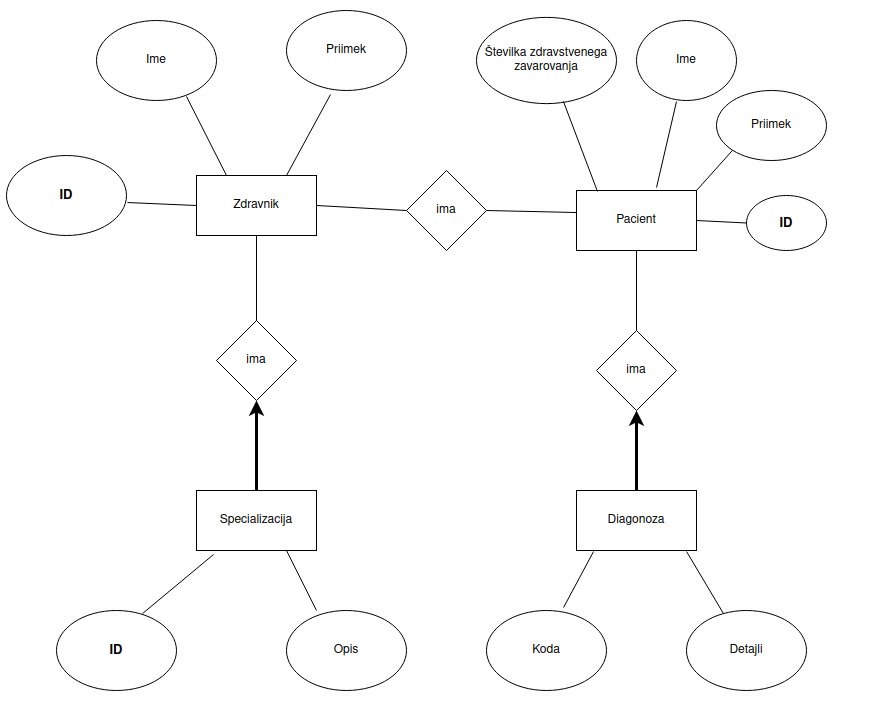 Ime
Priimek
Številka zdravstvenega
zavarovanja
Ime
Priimek
ID
Zdravnik
ima
Pacient
ID
ima
ima
Specializacija
Diagonoza
ID
Opis
Koda
Detajli